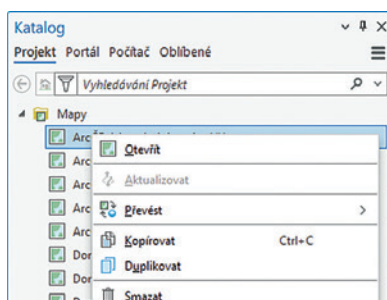 Katalog
Projekt Portál Počítač Oblíbené
Vyhledávání Projekt
Mapy
Otevřít
Aktualizovat
Převést
Kopírovat Ctrl+C
Duplikovat
Smazat